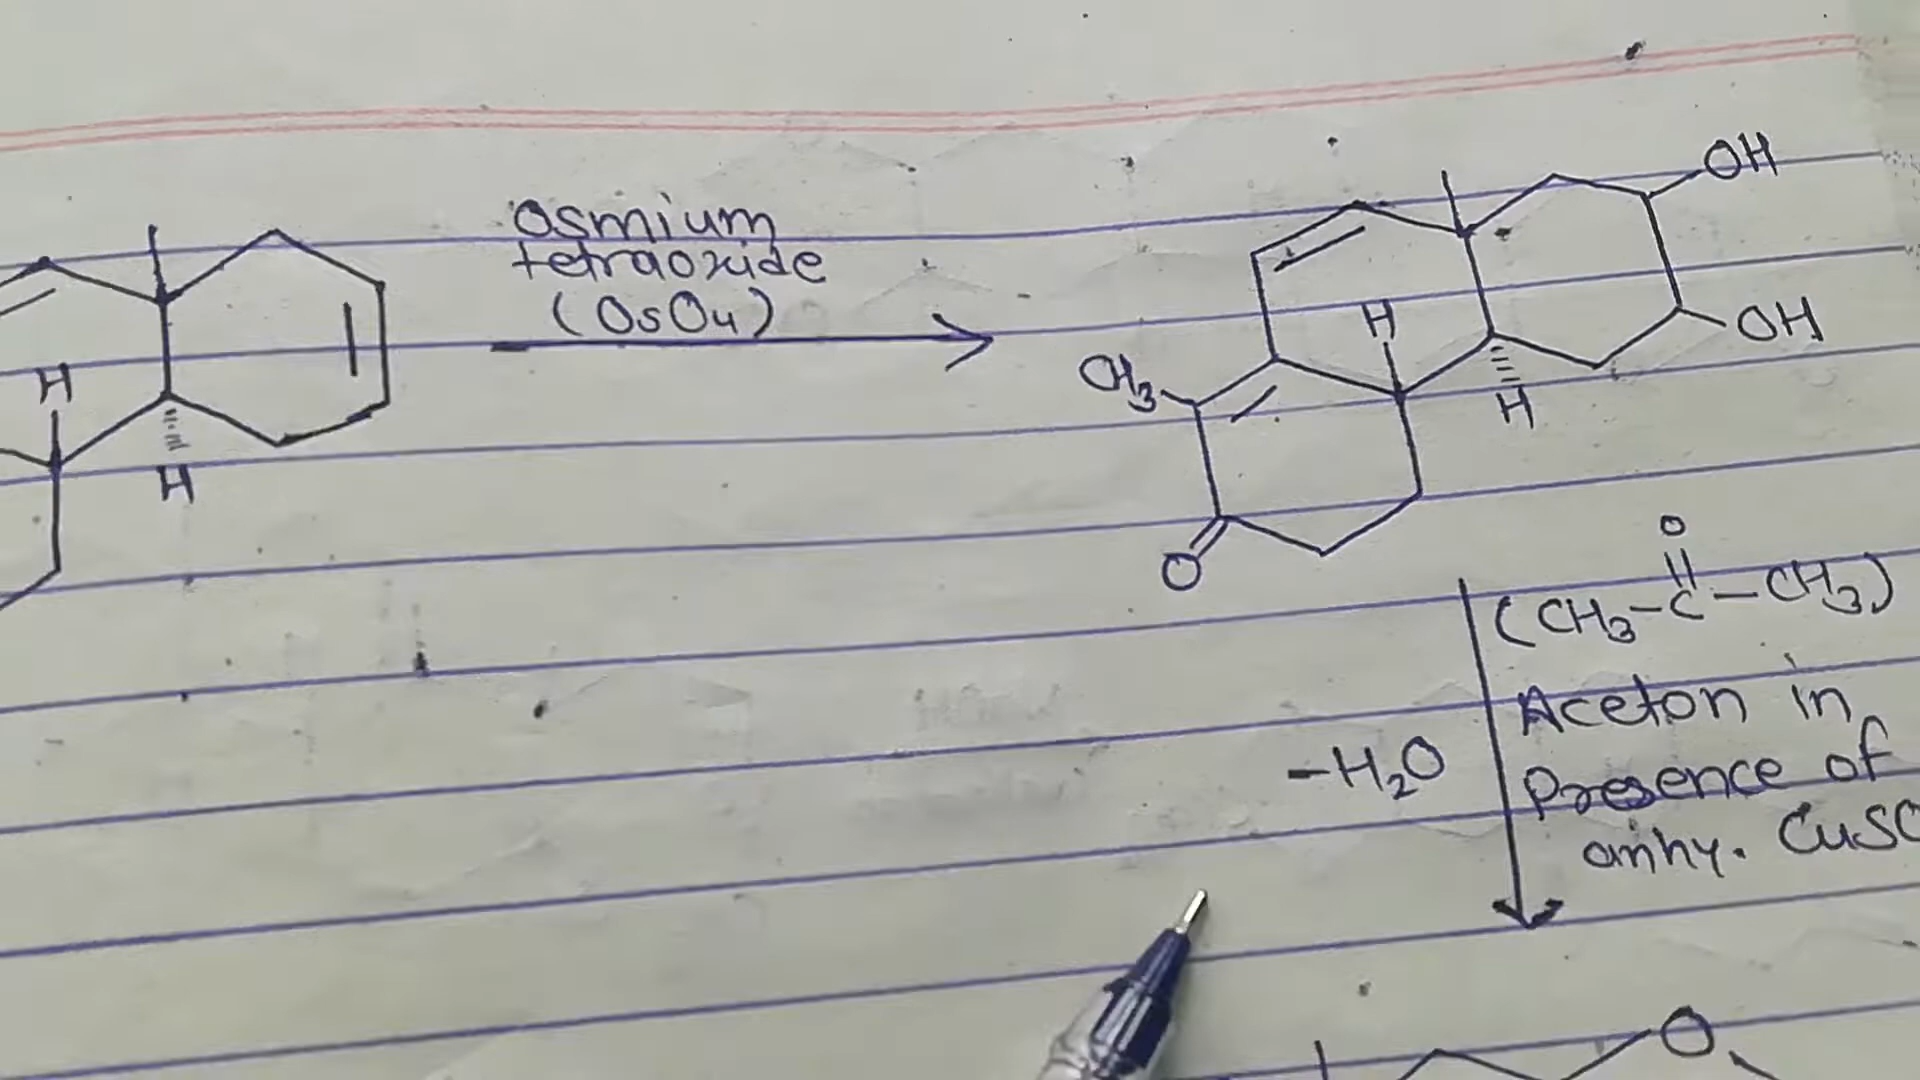 Osmium
tetraoxide
(OsO4)
H
H
OH
OH
H
H
CH3
O
O
(CH3-C-CH3)
Aceton in
Presence of
anhy. CuSO
-H2O
O